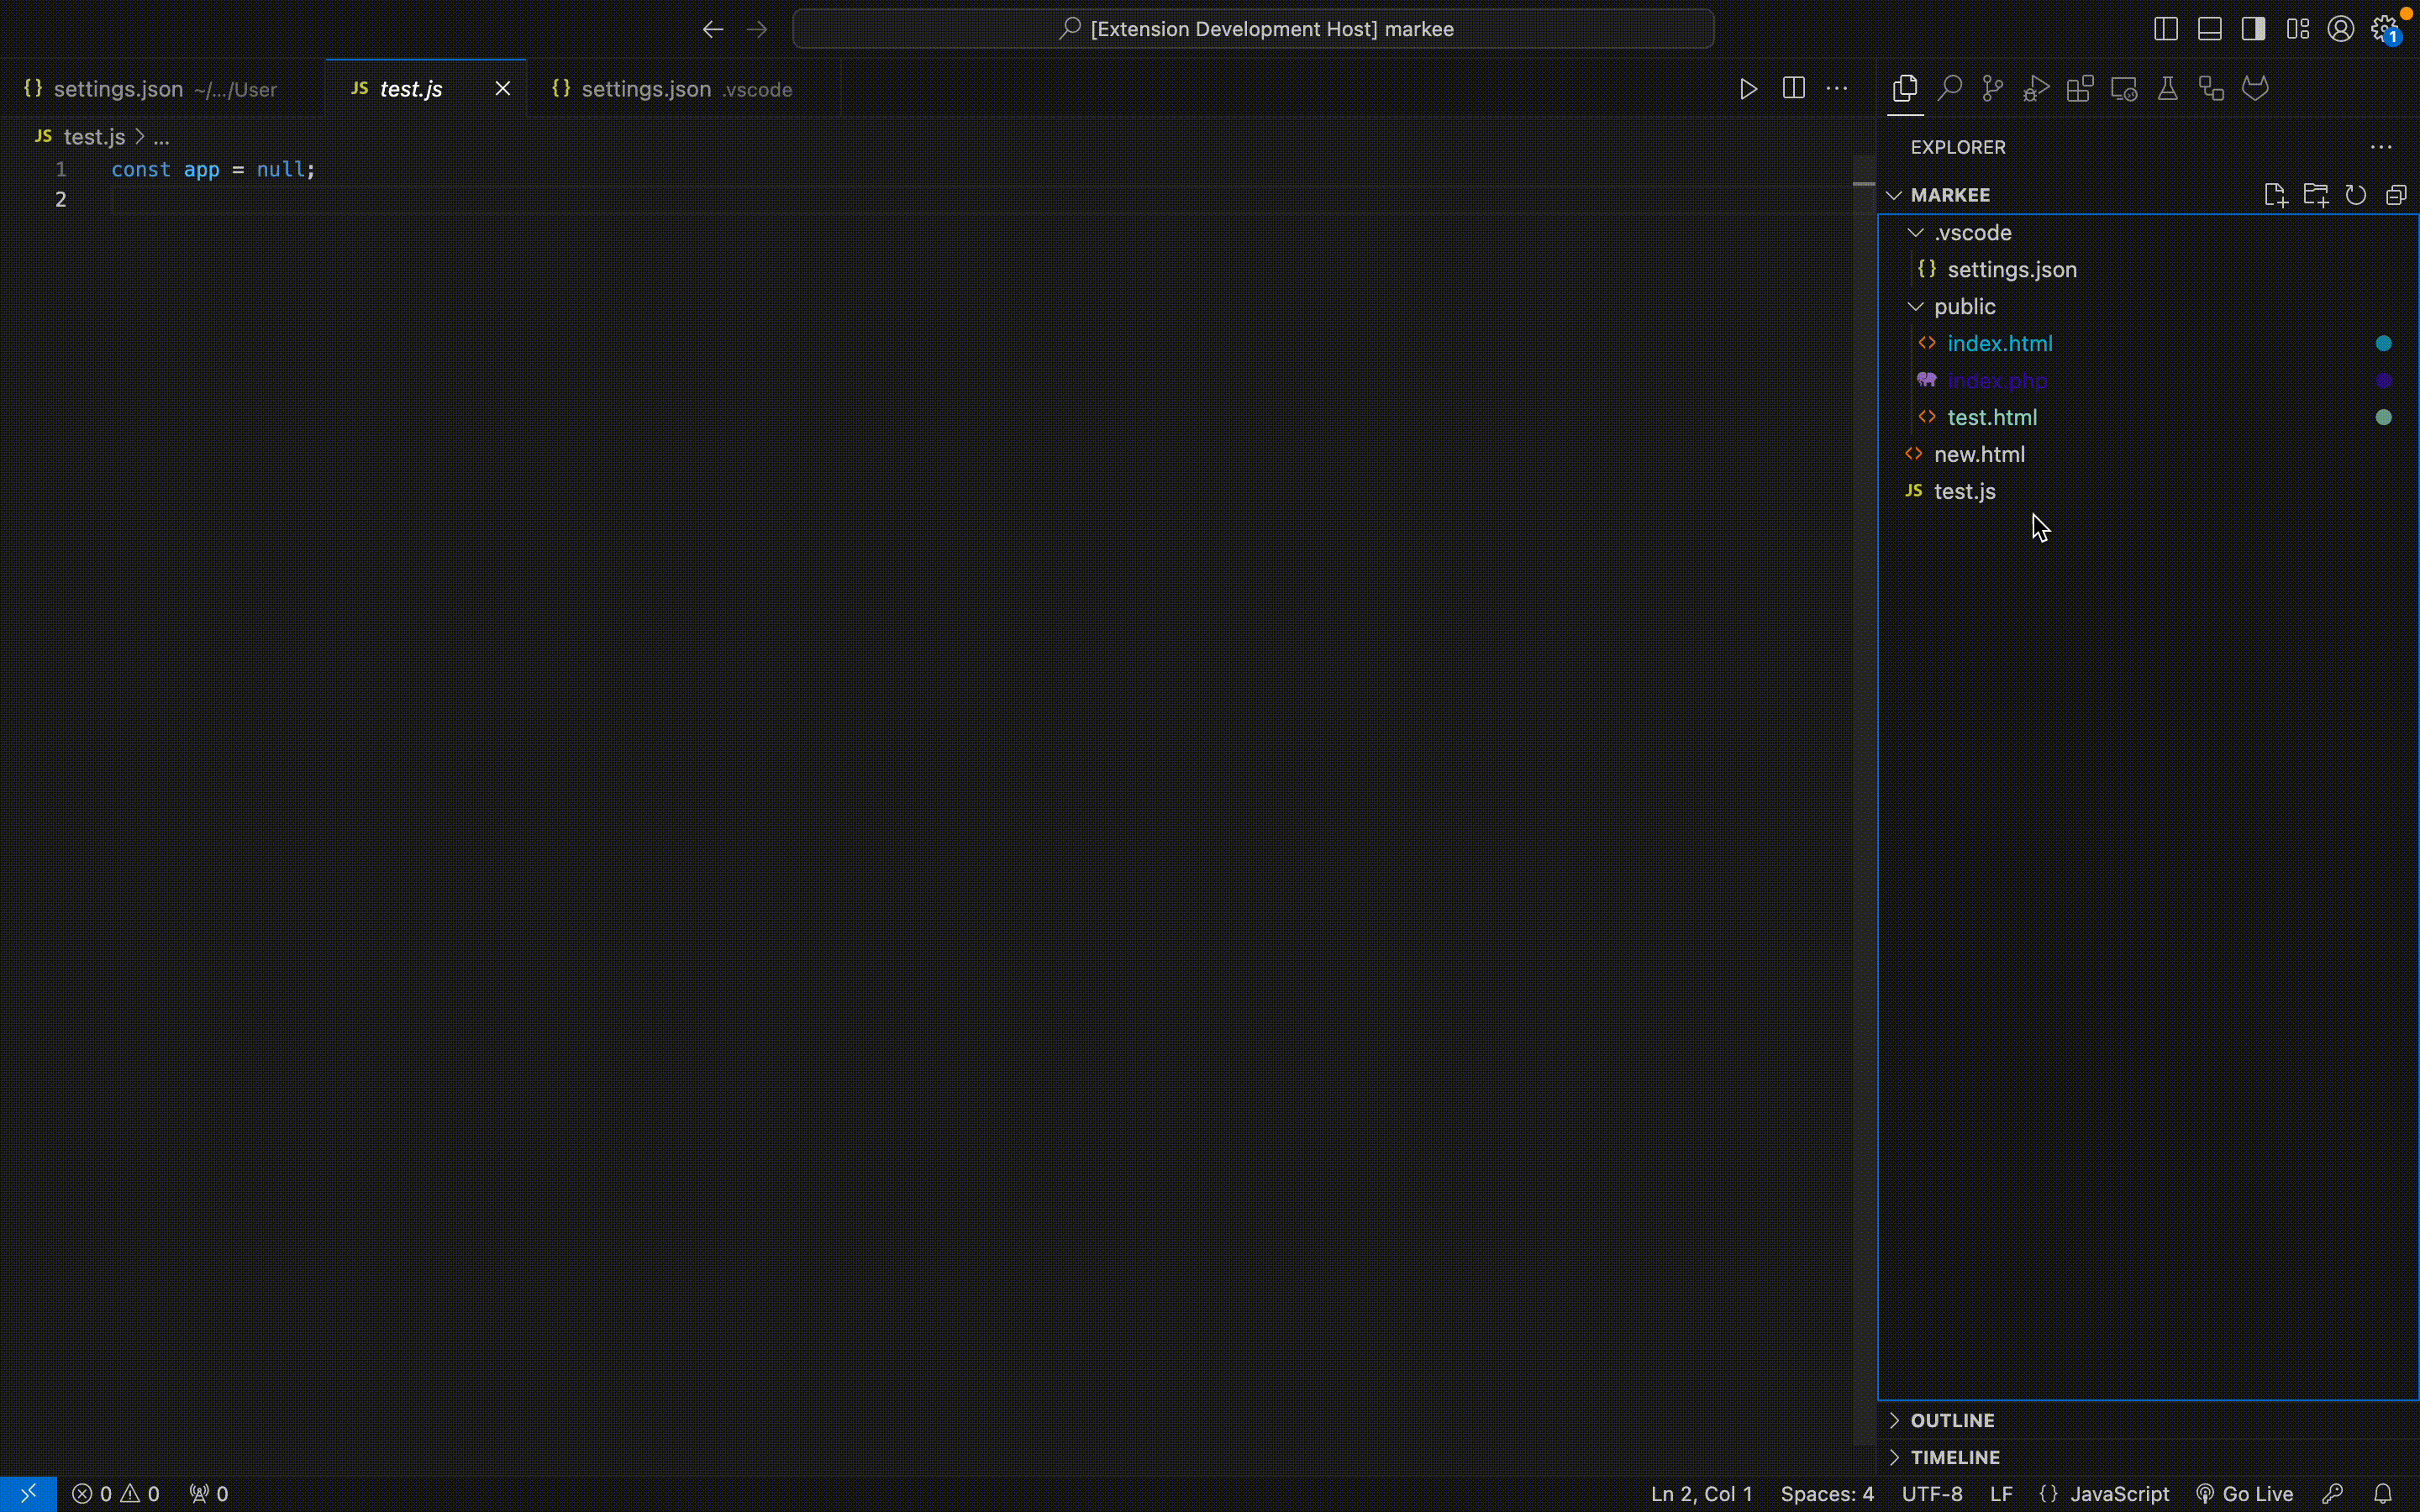 [Extension Development Host] markee
1
{} settings.json ~/.../User
JS test.js
{} settings.json .vscode
JS test.js > ...
1 const app = null;
2
EXPLORER
MARKEE
.vscode
{} settings.json
public
<> index.html
index.php
<> test.html
<> new.html
JS test.js
OUTLINE
TIMELINE
0 0 0
Ln 2, Col 1 Spaces: 4 UTF-8 LF {} JavaScript Go Live